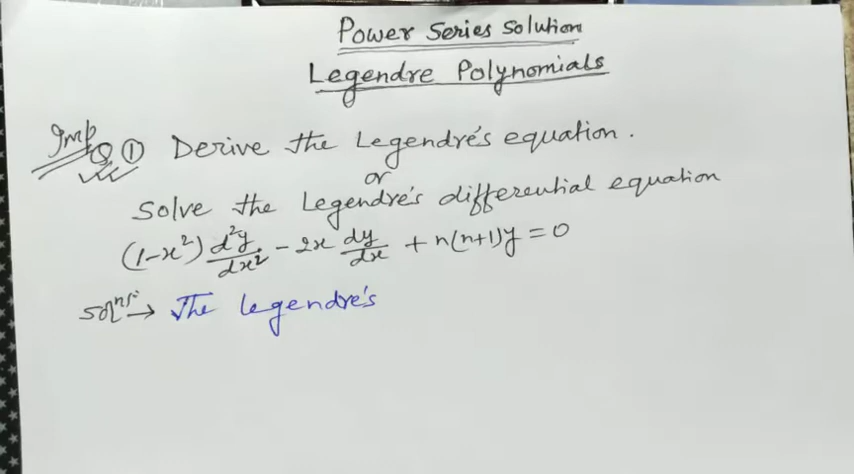 Power Series Solution
Legendre Polynomials
Imp Q ① Derive the Legendre's equation.
or
Solve the Legendre's differential equation
(1-x²) d²y/dx² - 2x dy/dx + n(n+1)y = 0
solⁿˢ: → The Legendre's